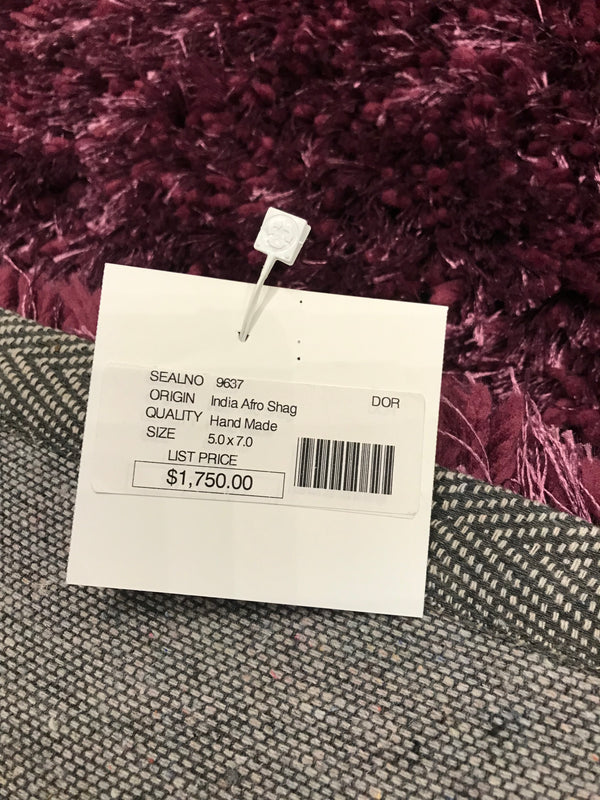 SEALNO 9637
ORIGIN India Afro Shag DOR
QUALITY Hand Made
SIZE 5.0 x 7.0
LIST PRICE
$1,750.00